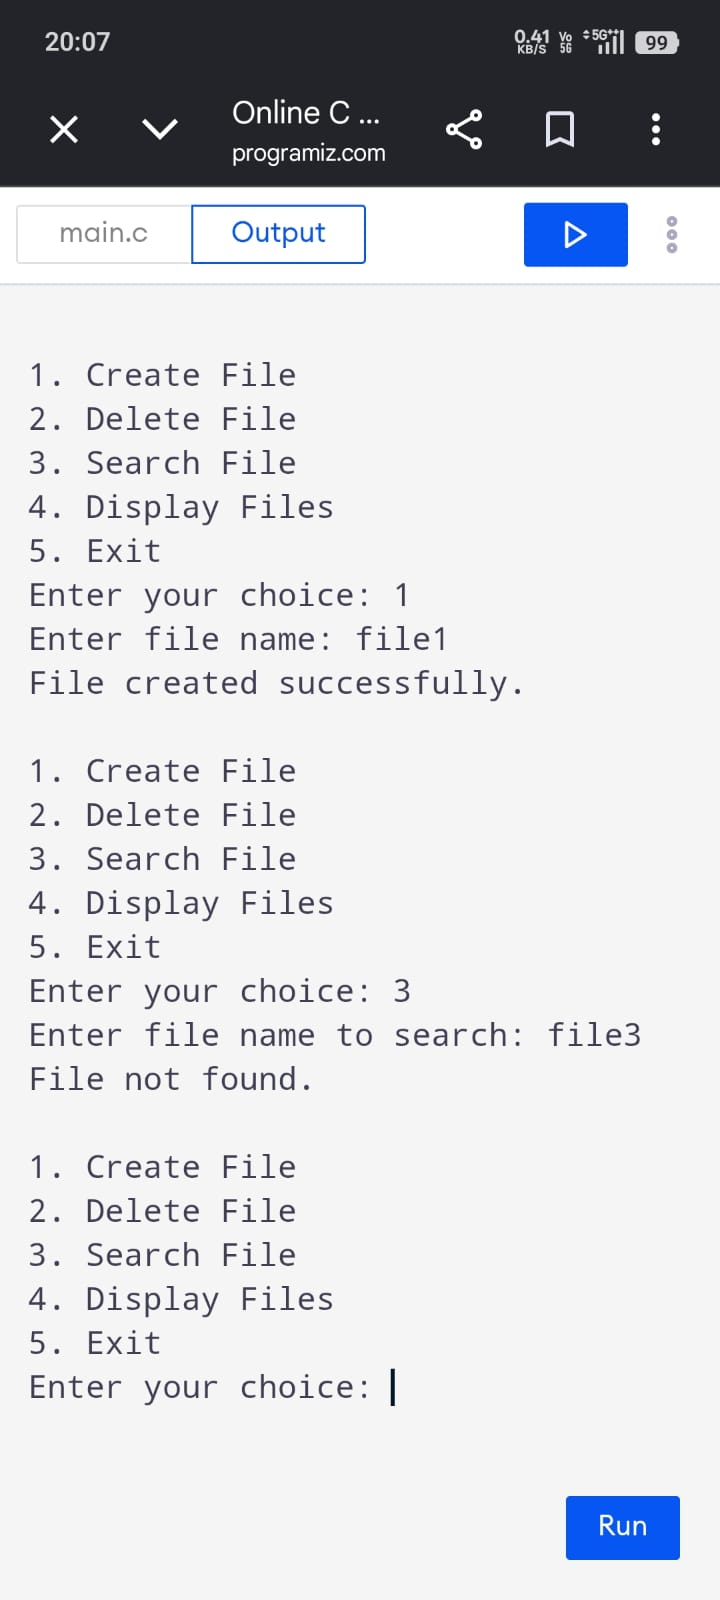 20:07
0.41 KB/S Vo 5G 5G++ 99
Online C ...
programiz.com
main.c
Output
1. Create File
2. Delete File
3. Search File
4. Display Files
5. Exit
Enter your choice: 1
Enter file name: file1
File created successfully.
1. Create File
2. Delete File
3. Search File
4. Display Files
5. Exit
Enter your choice: 3
Enter file name to search: file3
File not found.
1. Create File
2. Delete File
3. Search File
4. Display Files
5. Exit
Enter your choice:
Run